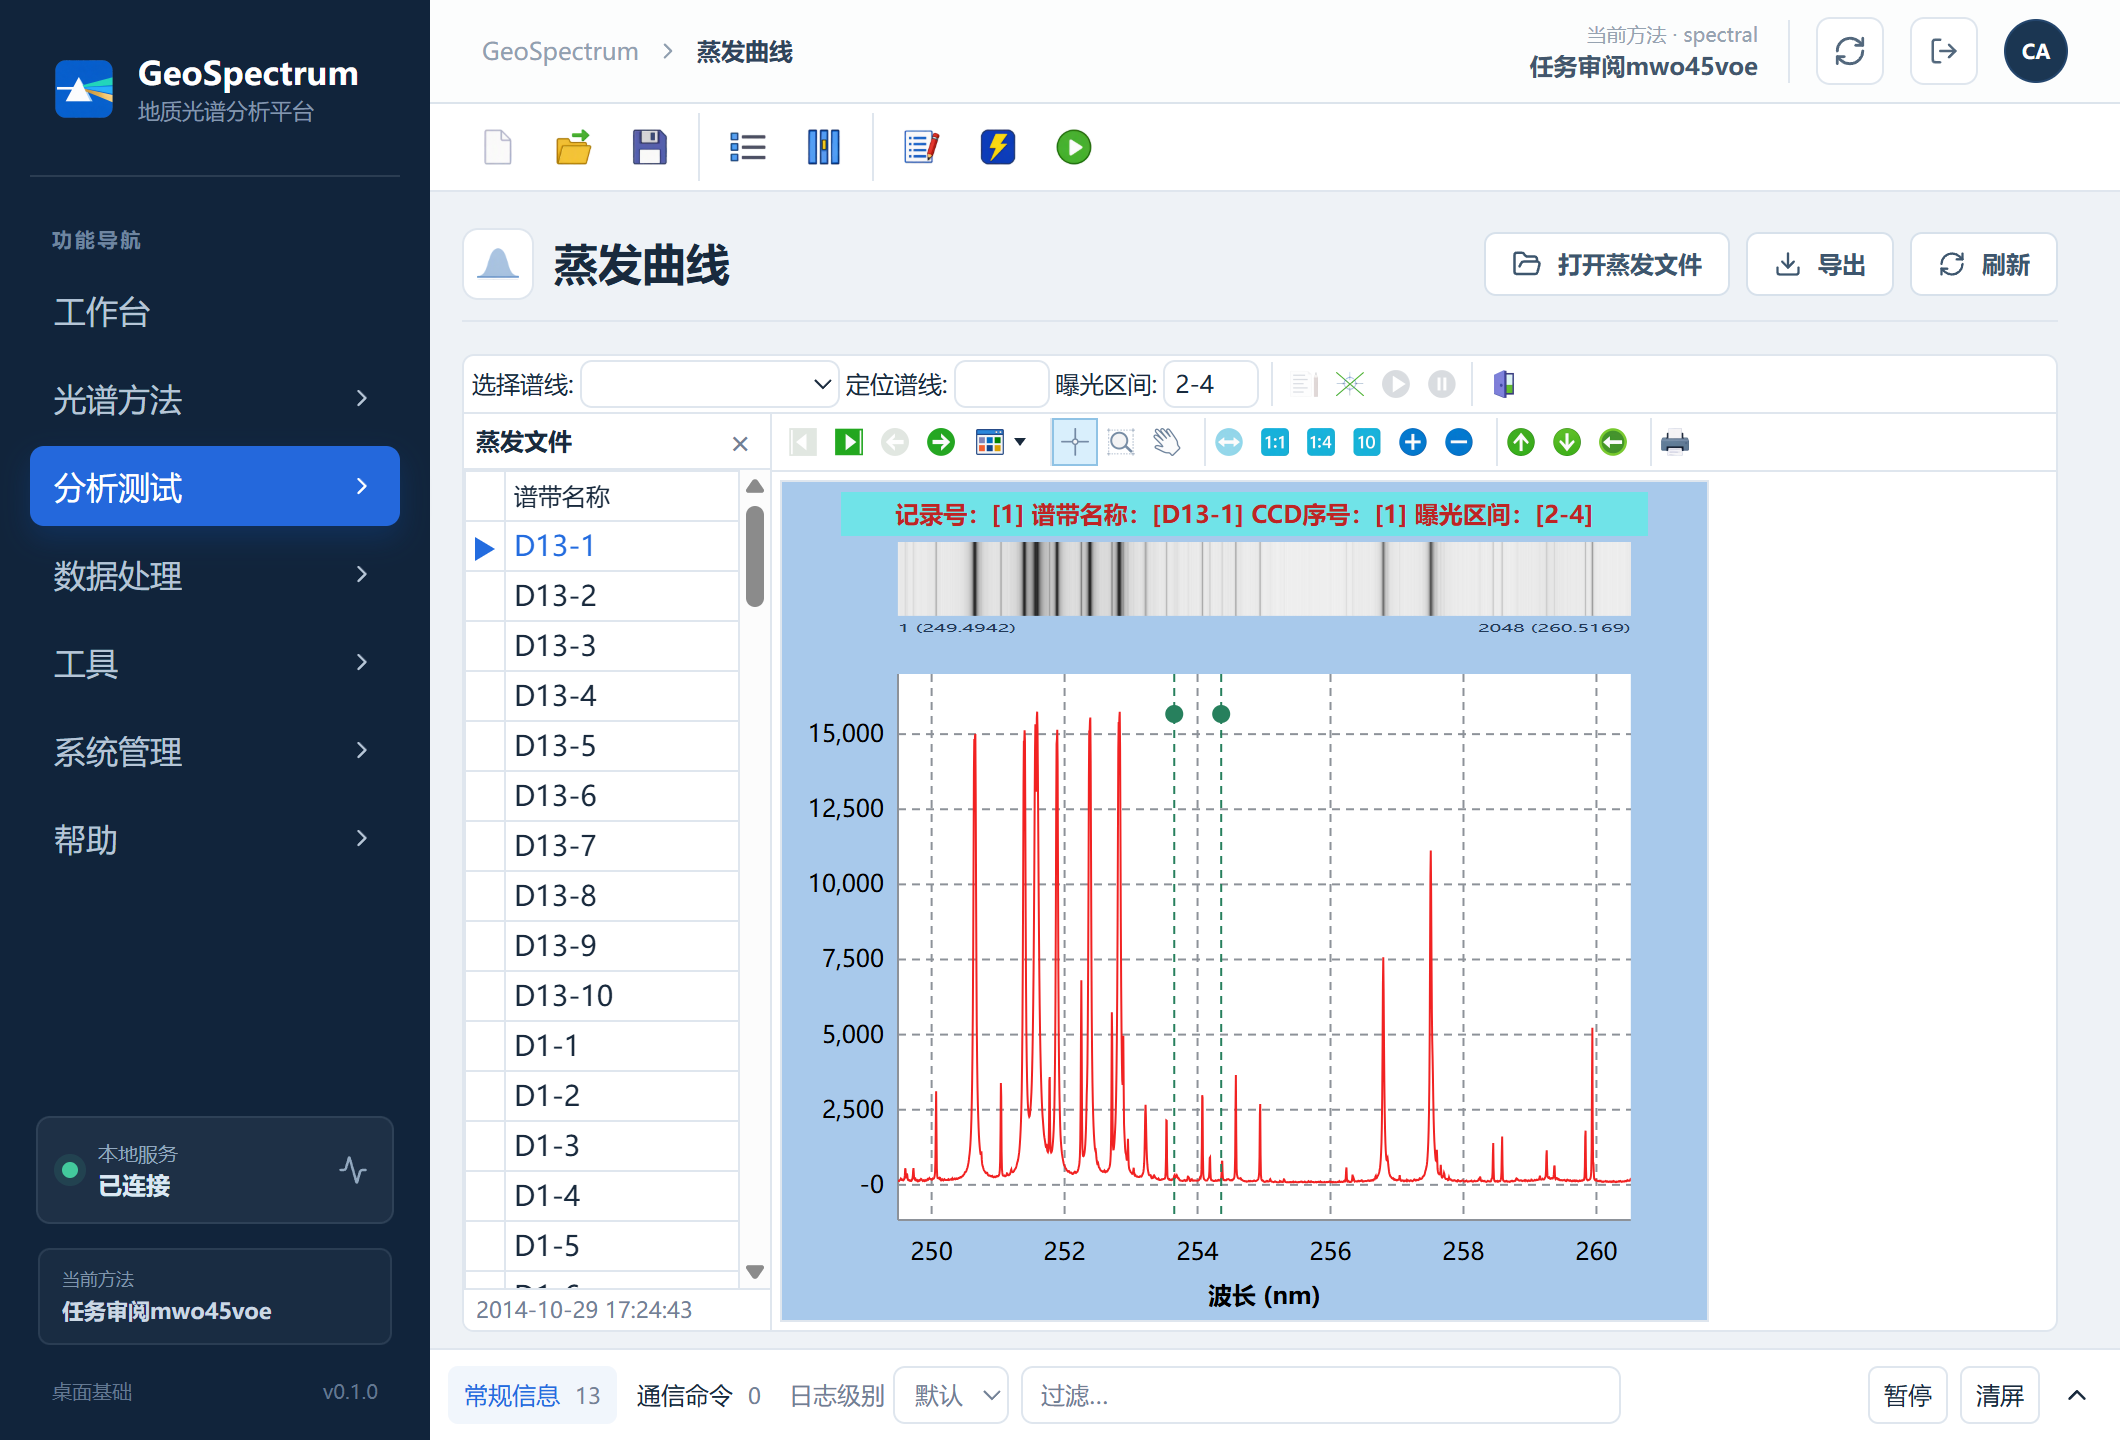 GeoSpectrum
地质光谱分析平台
功能导航
工作台
光谱方法
分析测试
数据处理
工具
系统管理
帮助
本地服务
已连接
当前方法
任务审阅mwo45voe
桌面基础 v0.1.0
GeoSpectrum > 蒸发曲线
当前方法 · spectral
任务审阅mwo45voe
CA
蒸发曲线
打开蒸发文件
导出
刷新
选择谱线: 定位谱线: 曝光区间: 2-4
蒸发文件
1:1 1:4 10
谱带名称
D13-1
D13-2
D13-3
D13-4
D13-5
D13-6
D13-7
D13-8
D13-9
D13-10
D1-1
D1-2
D1-3
D1-4
D1-5
2014-10-29 17:24:43
记录号：[1] 谱带名称：[D13-1] CCD序号：[1] 曝光区间：[2-4]
1 (249.4942) 2048 (260.5169)
15,000
12,500
10,000
7,500
5,000
2,500
-0
250 252 254 256 258 260
波长 (nm)
常规信息 13 通信命令 0 日志级别 默认 过滤... 暂停 清屏